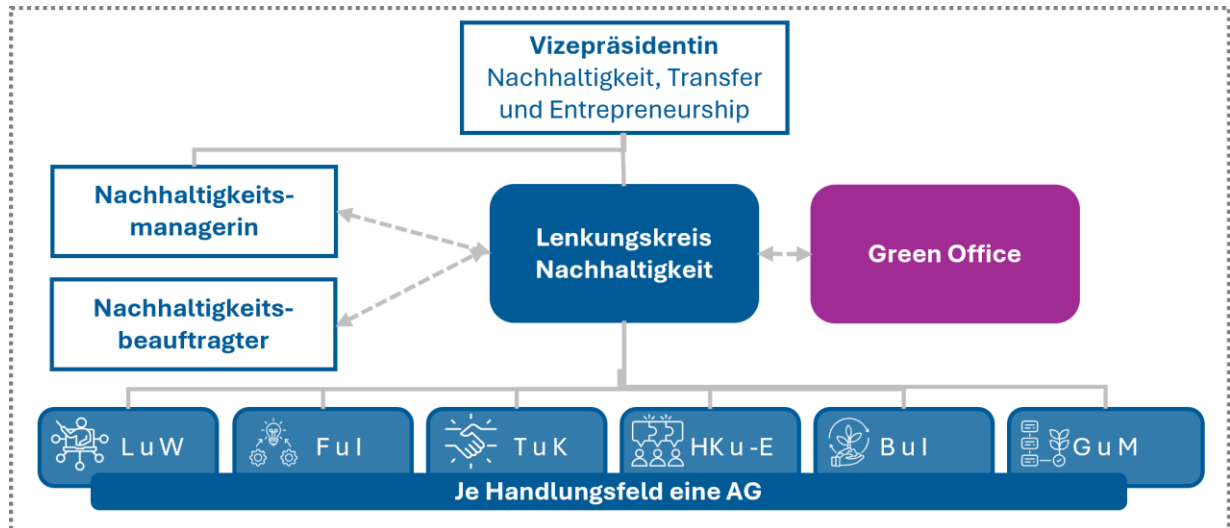 Vizepräsidentin
Nachhaltigkeit, Transfer
und Entrepreneurship
Nachhaltigkeits-
managerin
Lenkungskreis
Nachhaltigkeit
Green Office
Nachhaltigkeits-
beauftragter
LuW
FuI
TuK
HKu-E
BuI
GuM
Je Handlungsfeld eine AG